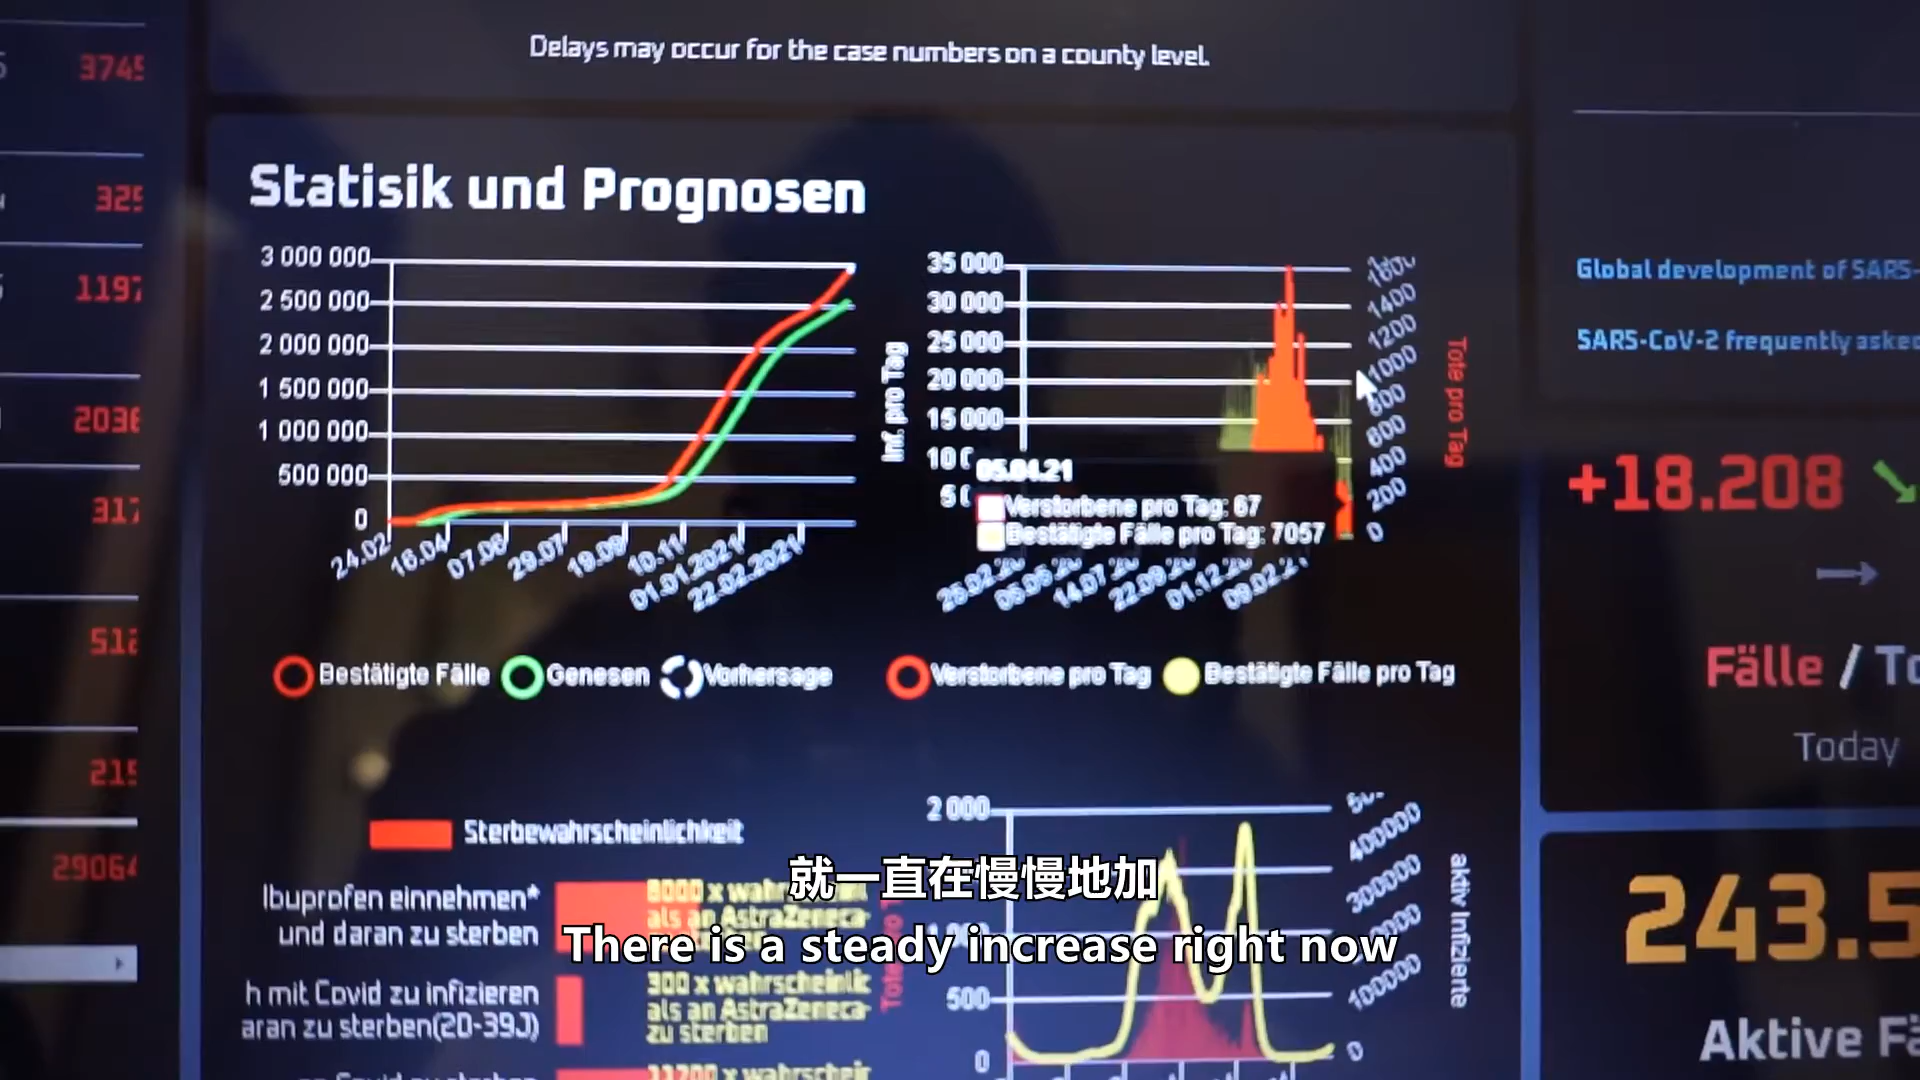 Delays may occur for the case numbers on a county level.
3745
325
1197
2036
317
512
215
29064
Statisik und Prognosen
3 000 000
2 500 000
2 000 000
1 500 000
1 000 000
500 000
0
24.02
16.04
07.06
29.07
19.09
10.11
01.01.2021
22.02.2021
Bestätigte Fälle
Genesen
Vorhersage
Inf. pro Tag
35 000
30 000
25 000
20 000
15 000
1600
1400
1200
1000
800
600
400
200
0
Tote pro Tag
05.04.21
Verstorbene pro Tag: 67
Bestätigte Fälle pro Tag: 7057
Verstorbene pro Tag
Bestätigte Fälle pro Tag
Global development of SARS-
SARS-CoV-2 frequently asked
+18.208
Fälle /
Today
243.5
Aktive
Sterbewahrscheinlichkeit
Ibuprofen einnehmen*
und daran zu sterben
8000 x
als an AstraZeneca
h mit Covid zu infizieren
aran zu sterben(20-39J)
300 x wahrscheinlic
als an AstraZeneca-
zu sterben
2 000
500
0
400000
300000
100000
0
aktiv Infizierte
就一直在慢慢地加
There is a steady increase right now